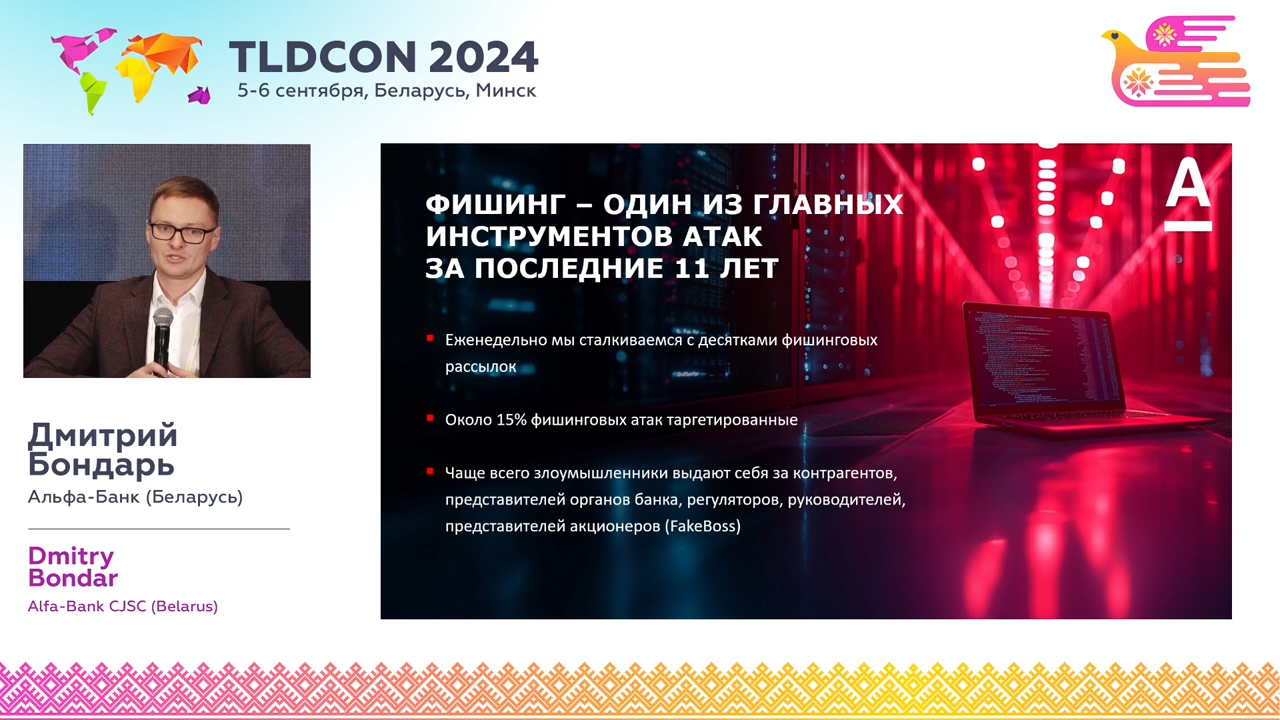 TLDCON 2024
5-6 сентября, Беларусь, Минск
Дмитрий
Бондарь
Альфа-Банк (Беларусь)
Dmitry
Bondar
Alfa-Bank CJSC (Belarus)
А
ФИШИНГ – ОДИН ИЗ ГЛАВНЫХ
ИНСТРУМЕНТОВ АТАК
ЗА ПОСЛЕДНИЕ 11 ЛЕТ
Еженедельно мы сталкиваемся с десятками фишинговых
рассылок
Около 15% фишинговых атак таргетированные
Чаще всего злоумышленники выдают себя за контрагентов,
представителей органов банка, регуляторов, руководителей,
представителей акционеров (FakeBoss)